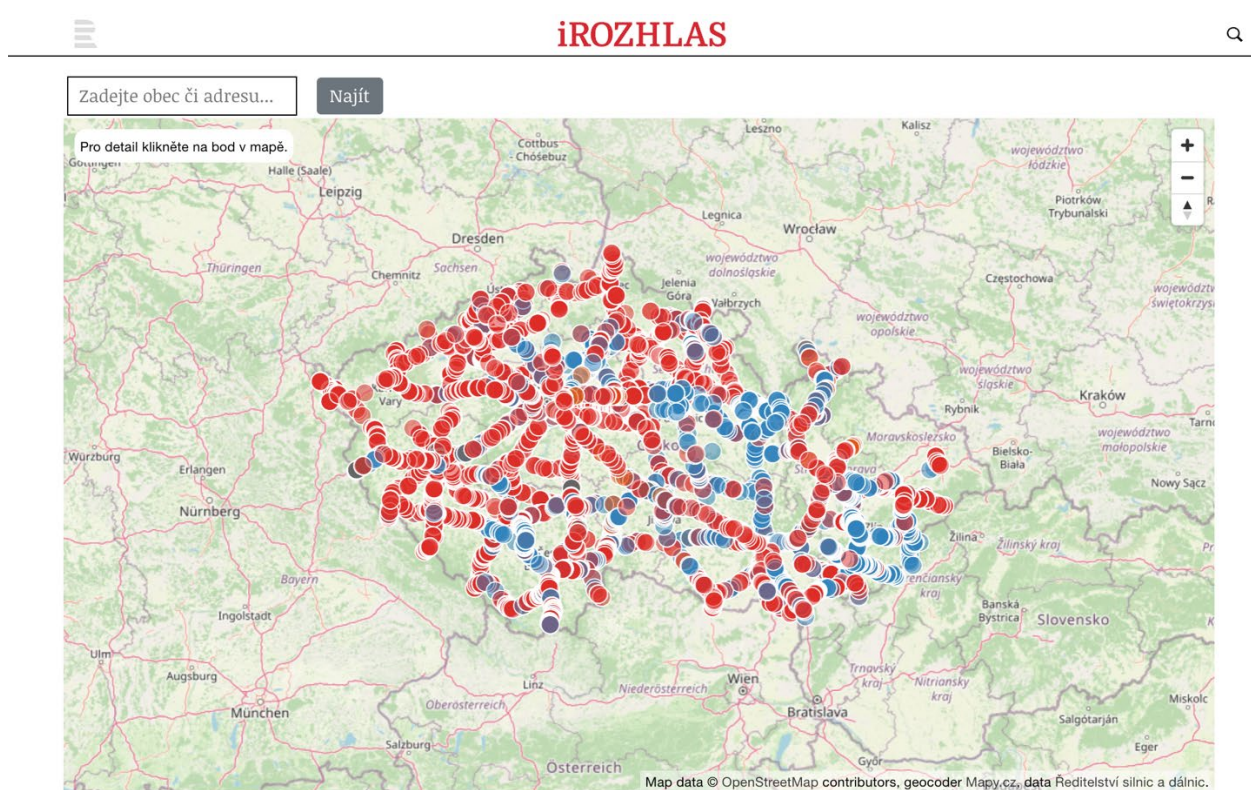 iROZHLAS
Zadejte obec či adresu...
Najít
Pro detail klikněte na bod v mapě.
Cottbus
- Chóśebuz
Leszno
Kalisz
województwo
łódzkie
Göttingen
Halle (Saale)
Leipzig
Piotrków
Trybunalski
Legnica
Wrocław
Dresden
województwo
dolnośląskie
Thüringen
Chemnitz
Sachsen
Jelenia
Góra
Częstochowa
Wałbrzych
województwo
opolskie
województwo
śląskie
Kraków
Vary
Rybnik
Moravskoslezsko
województwo
małopolskie
Würzburg
Erlangen
Bielsko-
Biała
Nowy Sącz
Nürnberg
Žilina
Žilinský kraj
Bayern
kraj
Ingolstadt
Banská
Bystrica
Slovensko
Ulm
Augsburg
Trnavský
kraj
Nitriansky
kraj
Linz
Niederösterreich
Wien
München
Oberösterreich
Bratislava
Miskolc
Salgótarján
Salzburg
Eger
Österreich
Győr
Map data © OpenStreetMap contributors, geocoder Mapy.cz, data Ředitelství silnic a dálnic.